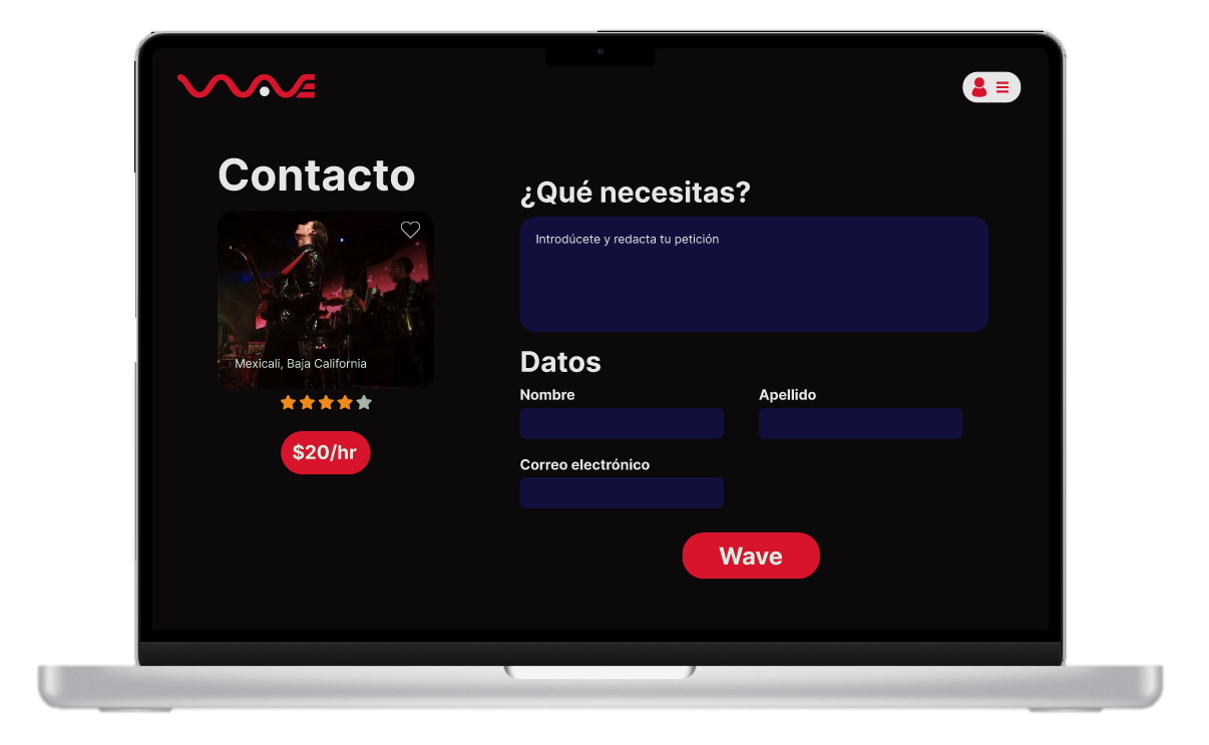 WAVE
Contacto
Mexicali, Baja California
$20/hr
¿Qué necesitas?
Introdúcete y redacta tu petición
Datos
Nombre
Apellido
Correo electrónico
Wave